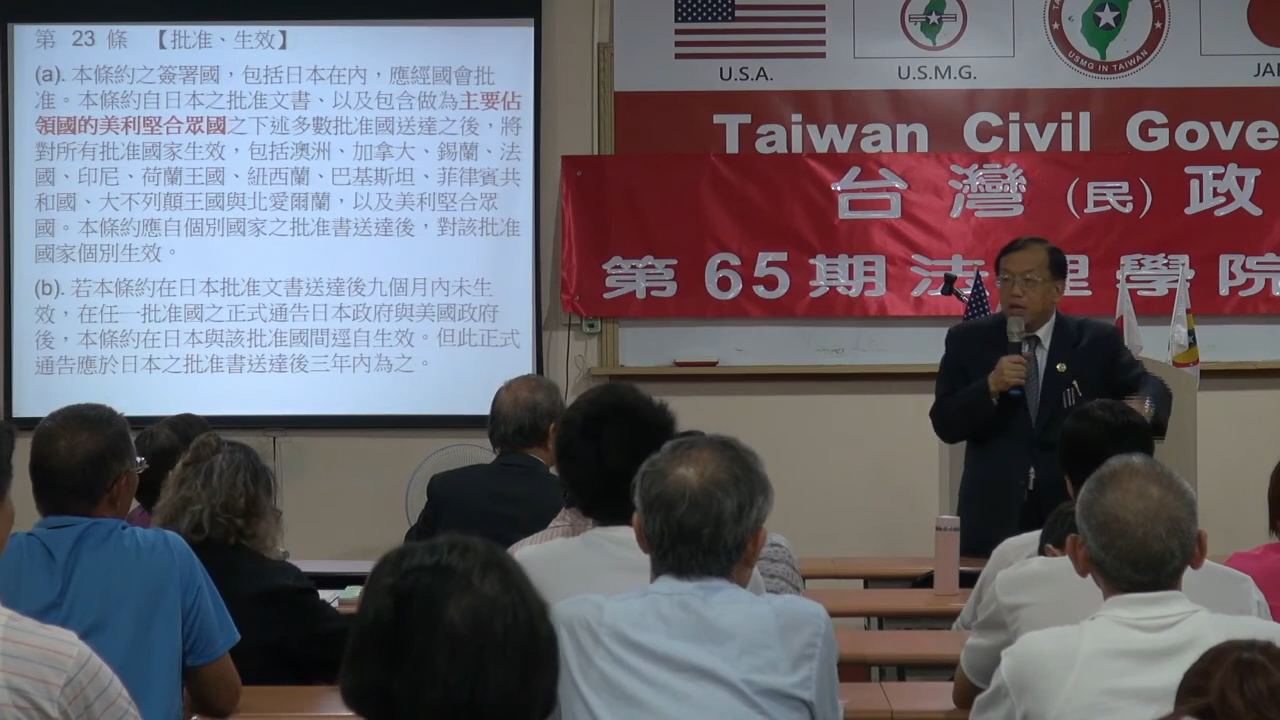 第 23 條 【批准、生效】
(a). 本條約之簽署國，包括日本在內，應經國會批
准。本條約自日本之批准文書、以及包含做為主要佔
領國的美利堅合眾國之下述多數批准國送達之後，將
對所有批准國家生效，包括澳洲、加拿大、錫蘭、法
國、印尼、荷蘭王國、紐西蘭、巴基斯坦、菲律賓共
和國、大不列顛王國與北愛爾蘭，以及美利堅合眾
國。本條約應自個別國家之批准書送達後，對該批准
國家個別生效。
(b). 若本條約在日本批准文書送達後九個月內未生
效，在任一批准國之正式通告日本政府與美國政府
後，本條約在日本與該批准國間逕自生效。但此正式
通告應於日本之批准書送達後三年內為之。
U.S.A.
U.S.M.G.
USMG IN TAIWAN
JAP
Taiwan Civil Gove
台灣(民)政
第65期法理學院